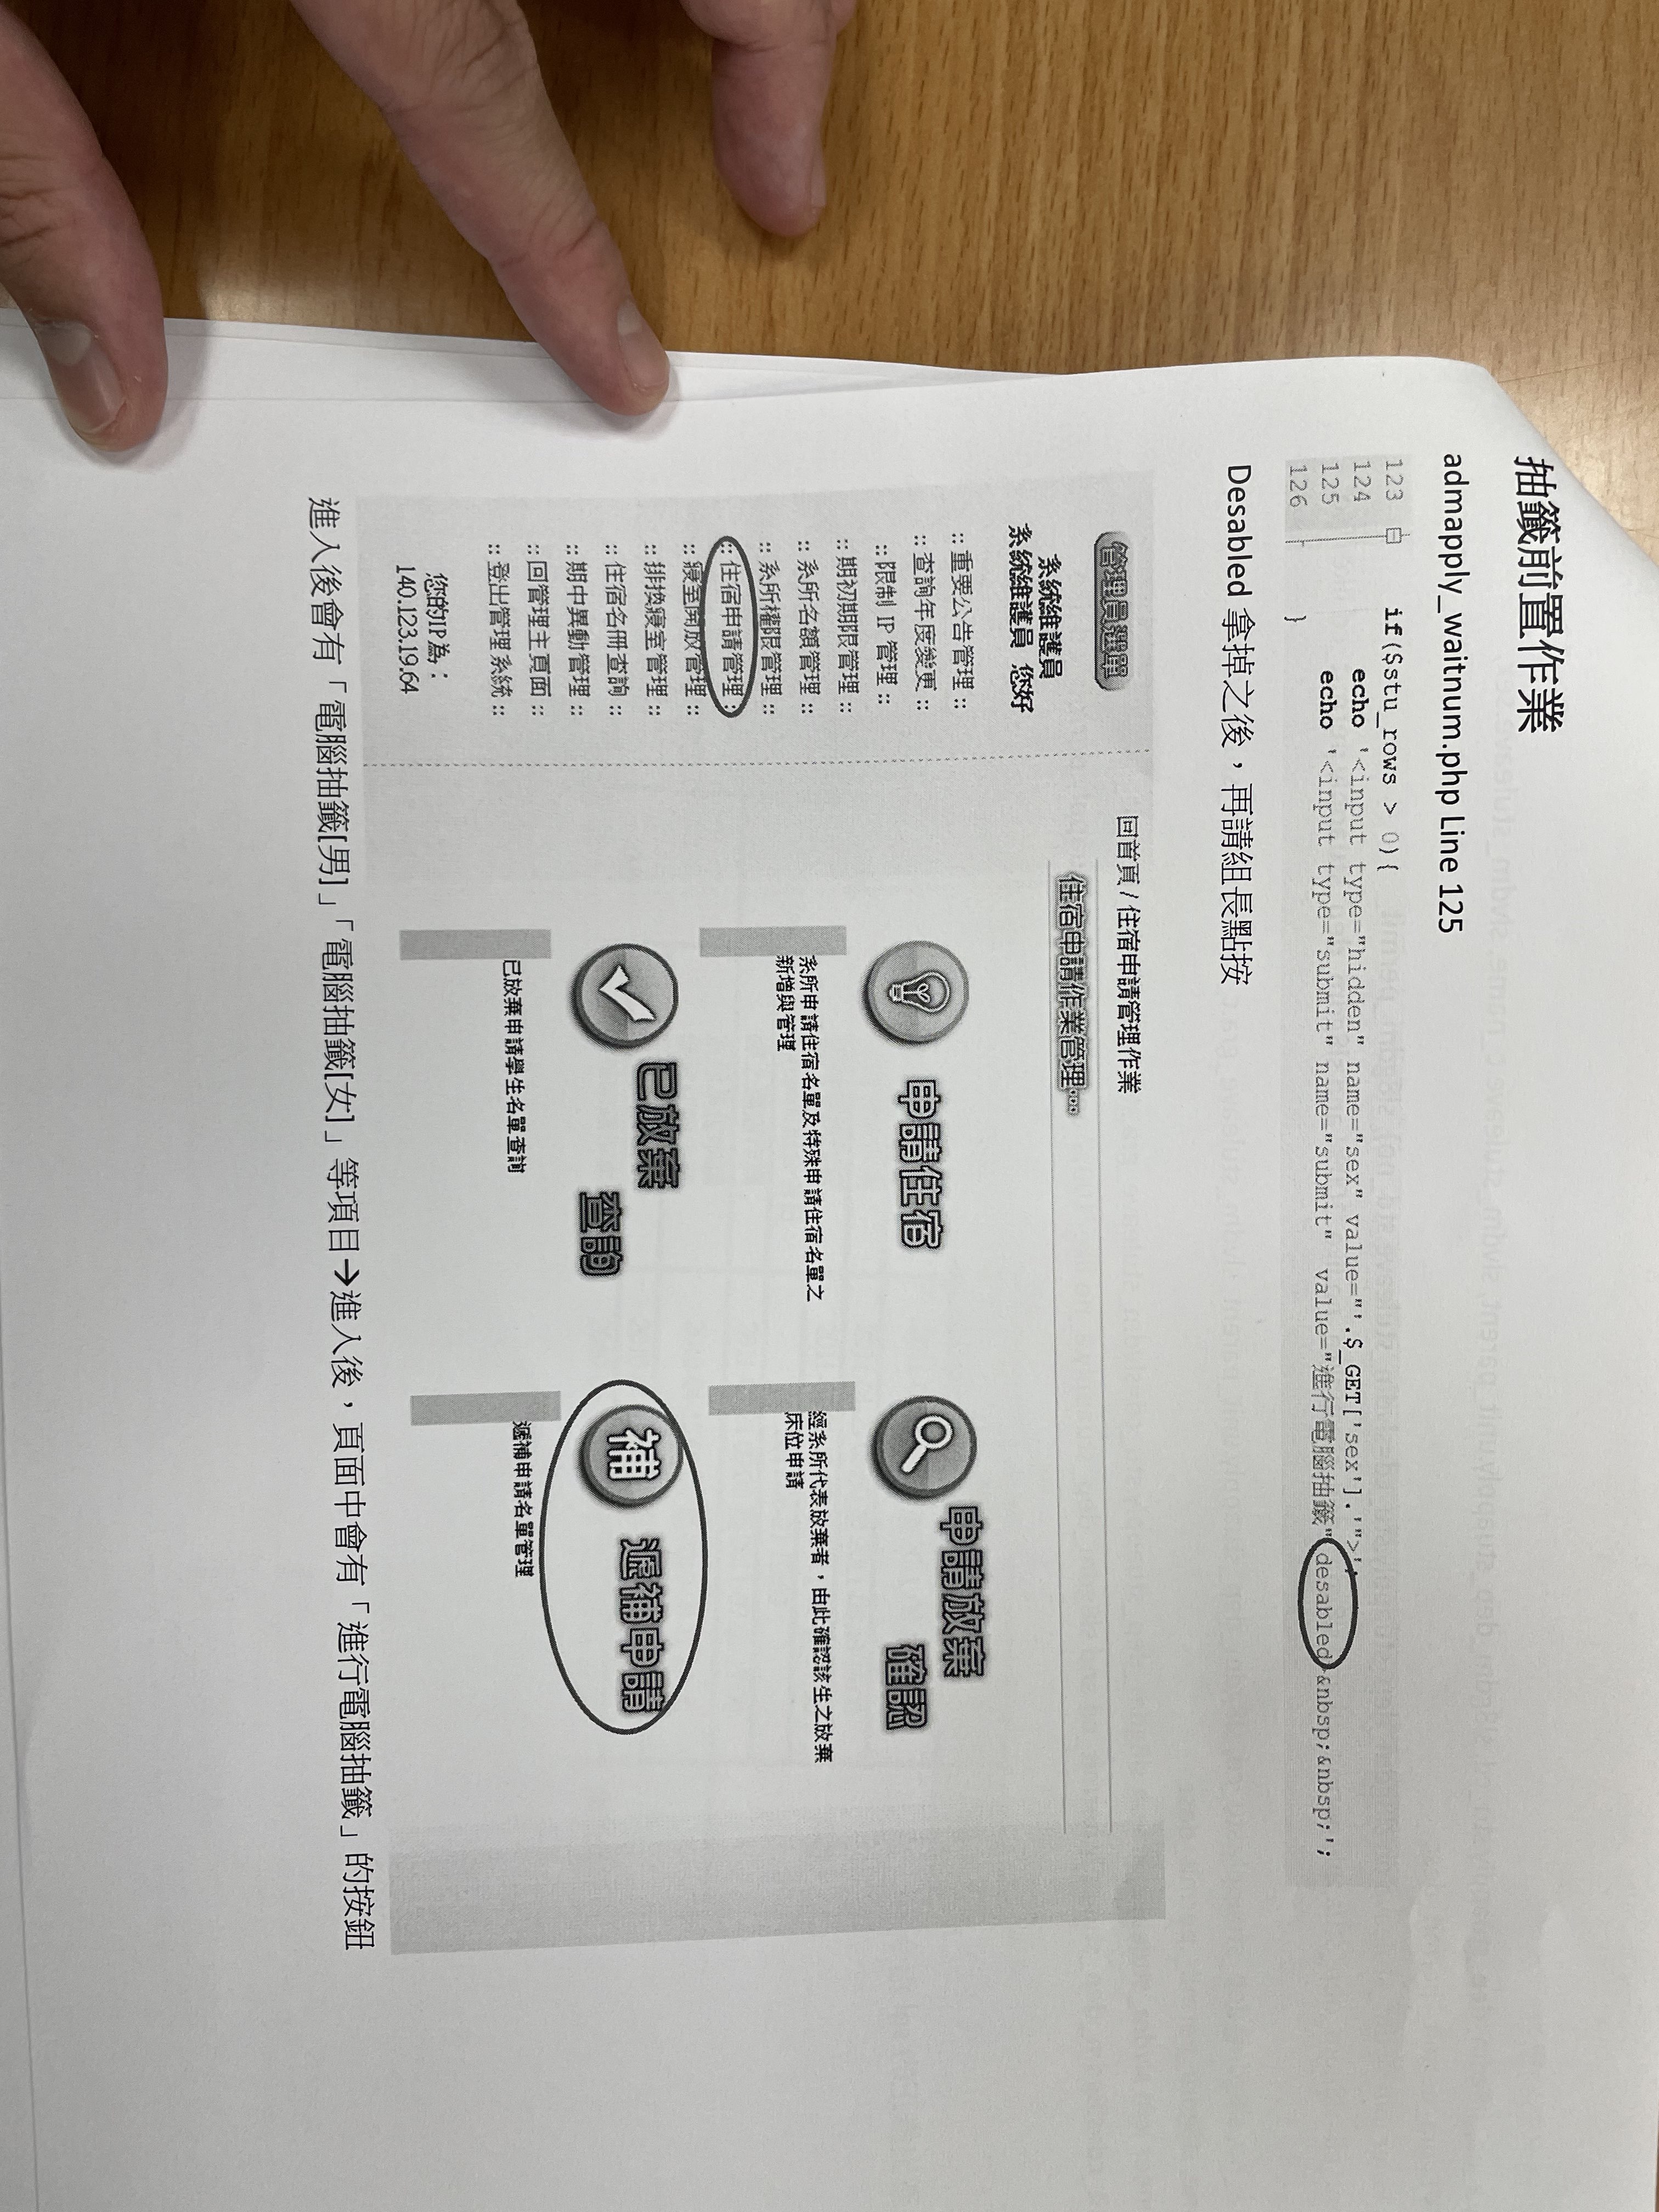 抽籤前置作業
admapply_waitnum.php Line 125
123 if($stu_rows > 0){
124 echo '<input type="hidden" name="sex" value="'.$_GET['sex'].'">';
125 echo '<input type="submit" name="submit" value="進行電腦抽籤" desabled>&nbsp;&nbsp;';
126 }
Desabled 拿掉之後，再請組長點按
管理員選單
系統維護員
系統維護員 您好
:: 重要公告管理 ::
:: 查詢年度變更 ::
:: 限制 IP 管理 ::
:: 期初期限管理 ::
:: 系所名額管理 ::
:: 系所權限管理 ::
:: 住宿申請管理 ::
:: 寢室開放管理 ::
:: 排換寢室管理 ::
:: 住宿名冊查詢 ::
:: 期中異動管理 ::
:: 回管理主頁面 ::
:: 登出管理系統 ::
您的IP為：
140.123.19.64
回首頁 / 住宿申請管理作業
住宿申請作業管理…
申請住宿
系所申請住宿名單及特殊申請住宿名單之
新增與管理
申請放棄
確認
經系所代表放棄者，由此確認該生之放棄
床位申請
已放棄
查詢
已放棄申請學生名單查詢
補 遞補申請
遞補申請名單管理
進入後會有「電腦抽籤[男]」「電腦抽籤[女]」等項目→進入後，頁面中會有「進行電腦抽籤」的按鈕